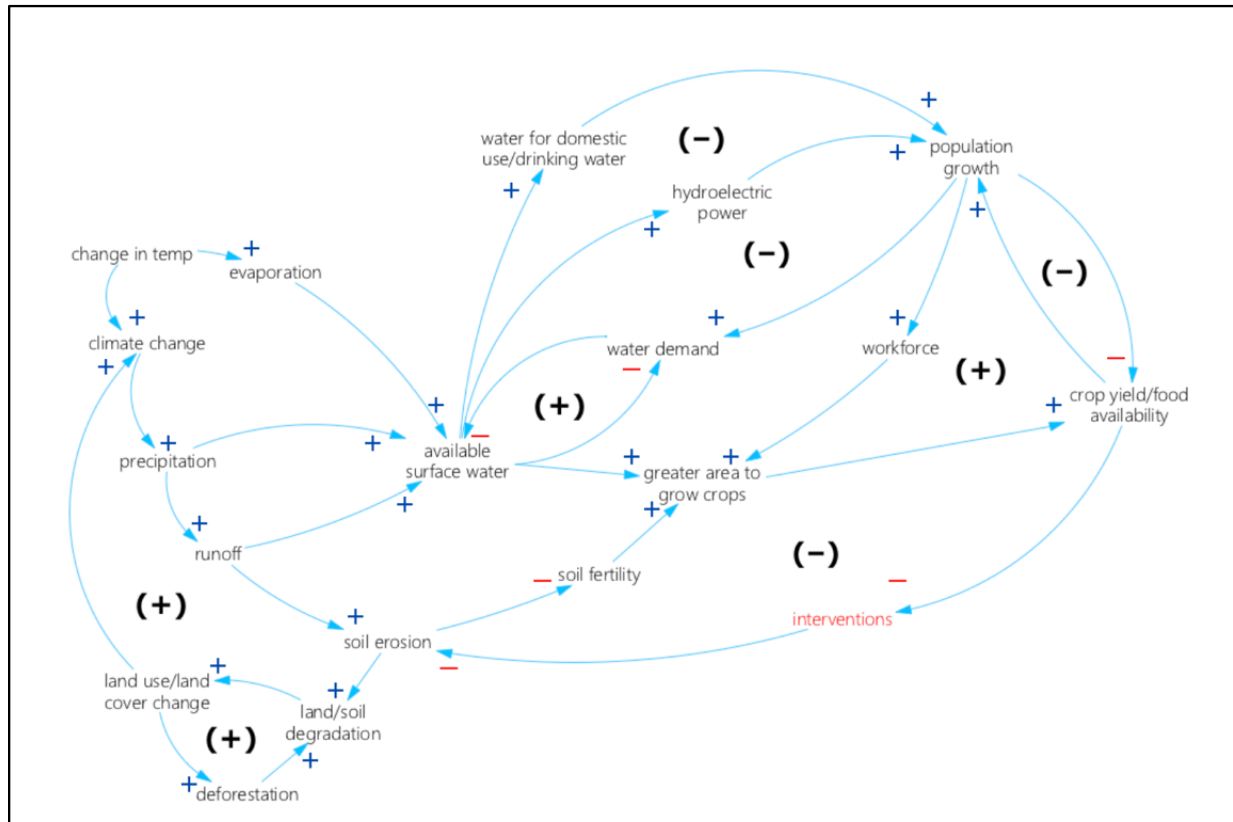 water for domestic
use/drinking water
+
(-)
+
population
growth
+
hydroelectric
power
+
+
+
(-)
(-)
change in temp
+
evaporation
+
climate change
+
+
water demand
−
+
workforce
(+)
−
crop yield/food
availability
+
(+)
+
−
available
surface water
+
precipitation
+
+
+
greater area to
grow crops
+
+
+
runoff
(-)
−
soil fertility
−
interventions
(+)
+
soil erosion
−
+
land use/land
cover change
+
land/soil
degradation
(+)
+
+
deforestation